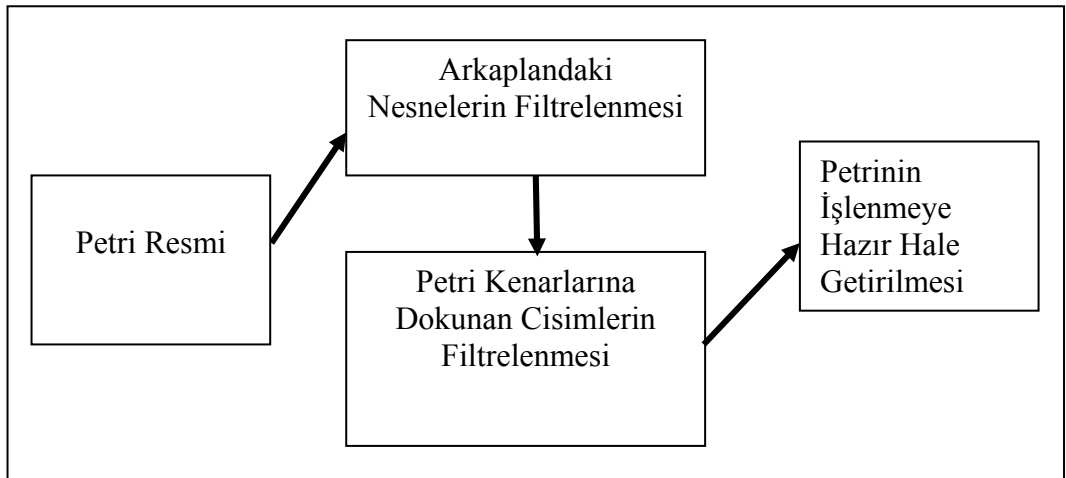 Petri Resmi
Arkaplandaki
Nesnelerin Filtrelenmesi
Petri Kenarlarına
Dokunan Cisimlerin
Filtrelenmesi
Petrinin
İşlenmeye
Hazır Hale
Getirilmesi